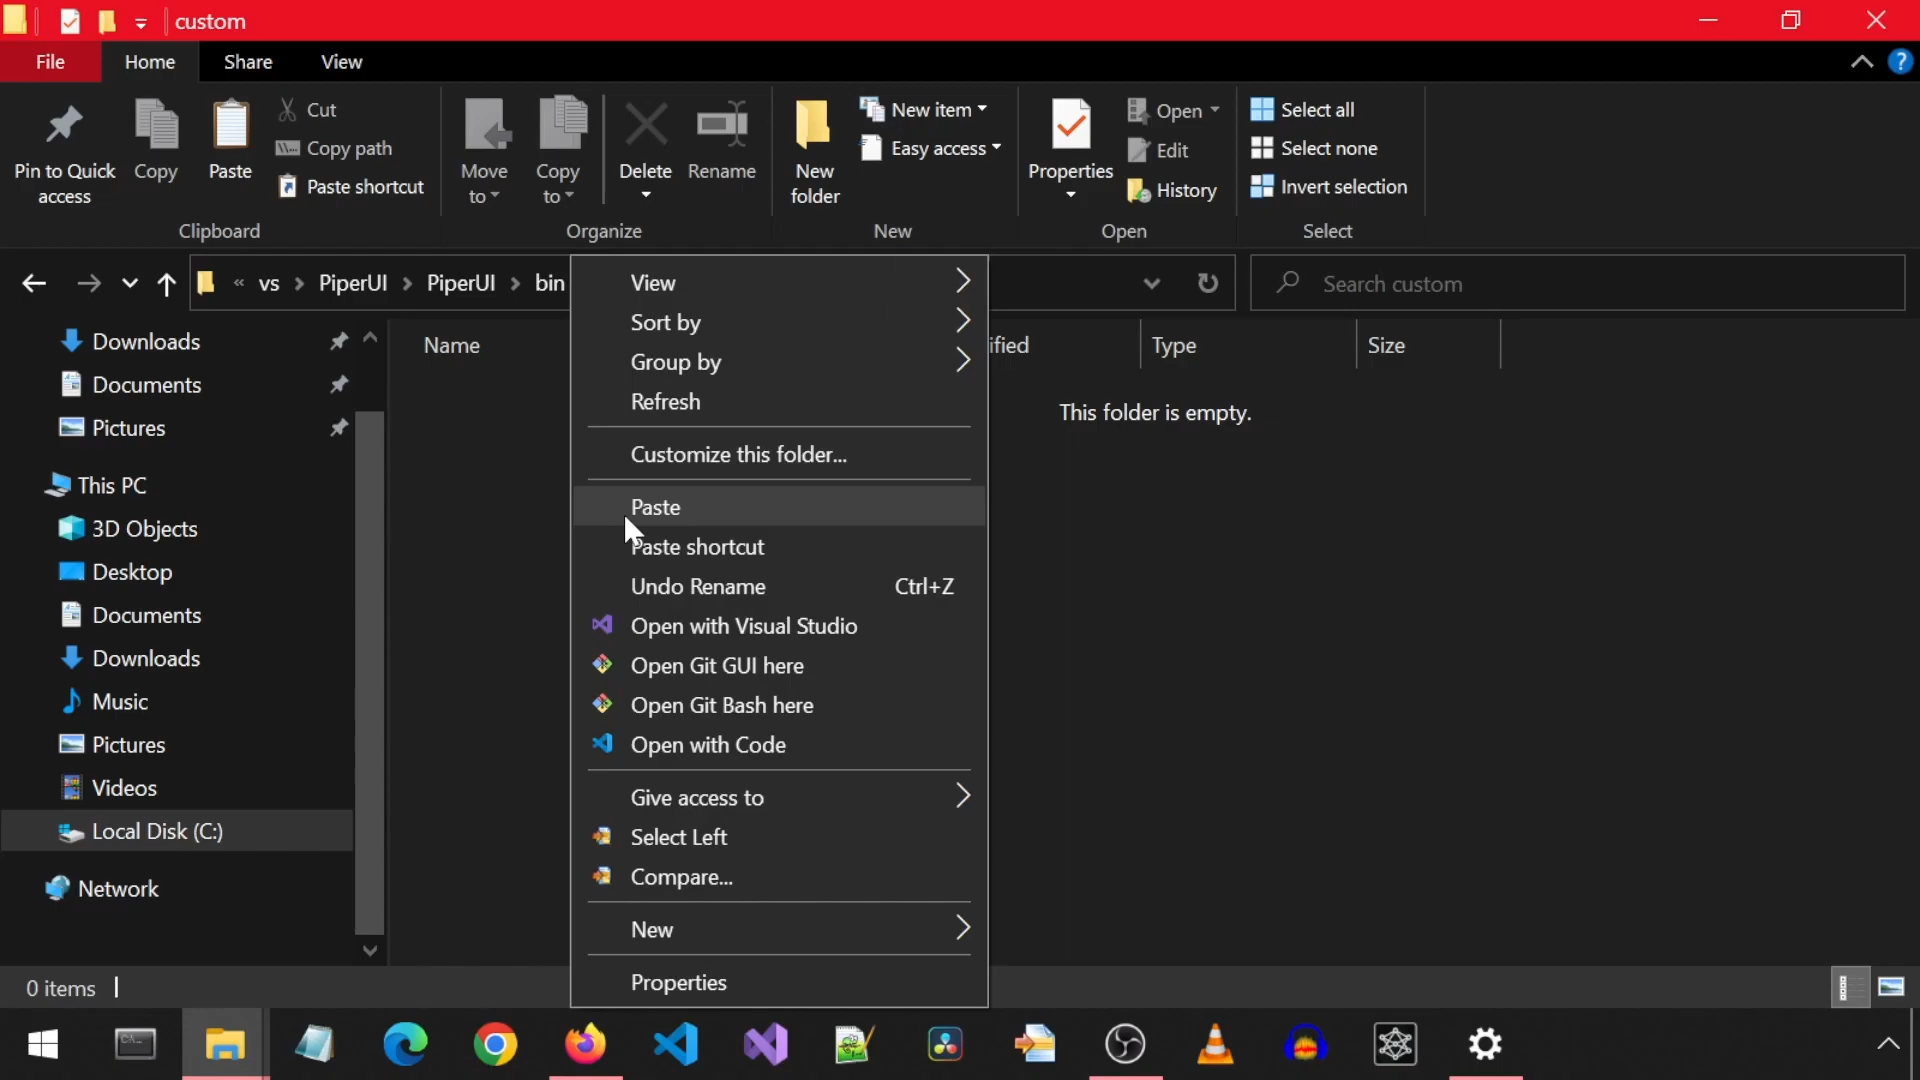 custom
File Home Share View
Pin to Quick access
Copy
Paste
Cut
Copy path
Paste shortcut
Clipboard
Move to
Copy to
Delete
Rename
Organize
New folder
New item
Easy access
New
Properties
Open
Edit
History
Open
Select all
Select none
Invert selection
Select
« vs > PiperUI > PiperUI > bin
Search custom
Downloads
Documents
Pictures
This PC
3D Objects
Desktop
Documents
Downloads
Music
Pictures
Videos
Local Disk (C:)
Network
Name
ified
Type
Size
This folder is empty.
View
Sort by
Group by
Refresh
Customize this folder...
Paste
Paste shortcut
Undo Rename Ctrl+Z
Open with Visual Studio
Open Git GUI here
Open Git Bash here
Open with Code
Give access to
Select Left
Compare...
New
Properties
0 items